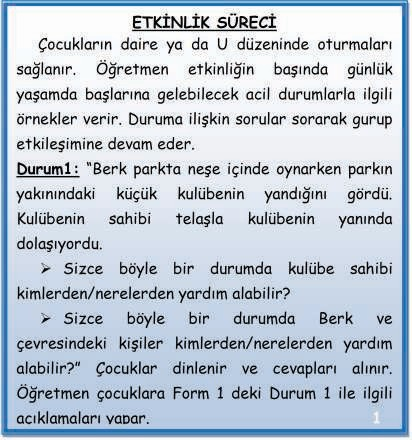 ETKİNLİK SÜRECİ
Çocukların daire ya da U düzeninde oturmaları
sağlanır. Öğretmen etkinliğin başında günlük
yaşamda başlarına gelebilecek acil durumlarla ilgili
örnekler verir. Duruma ilişkin sorular sorarak gurup
etkileşimine devam eder.
Durum1: “Berk parkta neşe içinde oynarken parkın
yakınındaki küçük kulübenin yandığını gördü.
Kulübenin sahibi telaşla kulübenin yanında
dolaşıyordu.
➢ Sizce böyle bir durumda kulübe sahibi
kimlerden/nerelerden yardım alabilir?
➢ Sizce böyle bir durumda Berk ve
çevresindeki kişiler kimlerden/nerelerden yardım
alabilir?” Çocuklar dinlenir ve cevapları alınır.
Öğretmen çocuklara Form 1 deki Durum 1 ile ilgili
açıklamaları yapar.
1